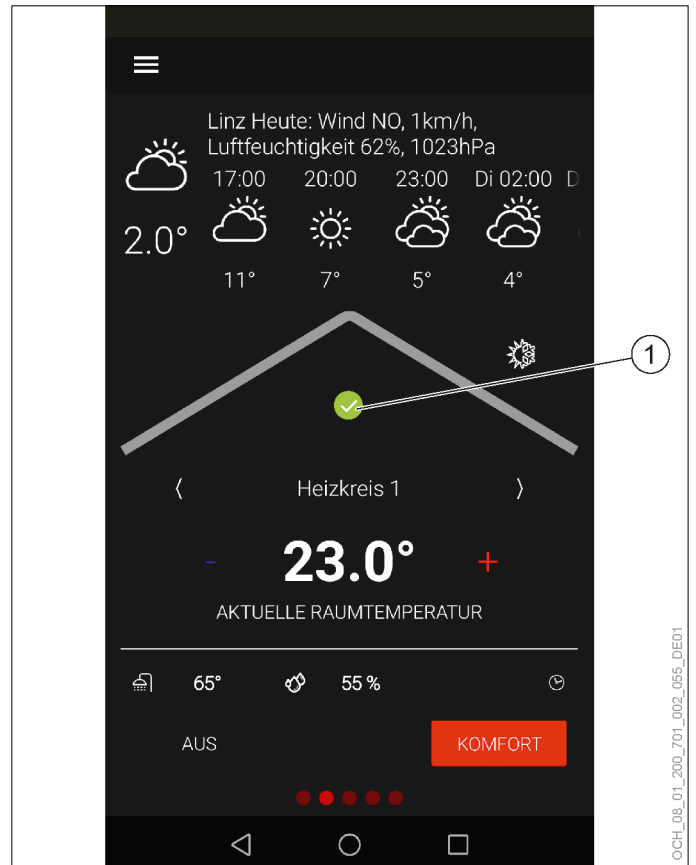 Linz Heute: Wind NO, 1km/h,
Luftfeuchtigkeit 62%, 1023hPa
17:00 20:00 23:00 Di 02:00 D
2.0°
11° 7° 5° 4°
1
‹ Heizkreis 1 ›
- 23.0° +
AKTUELLE RAUMTEMPERATUR
65° 55 %
AUS KOMFORT
OCH_08_01_200_701_002_055_DE01